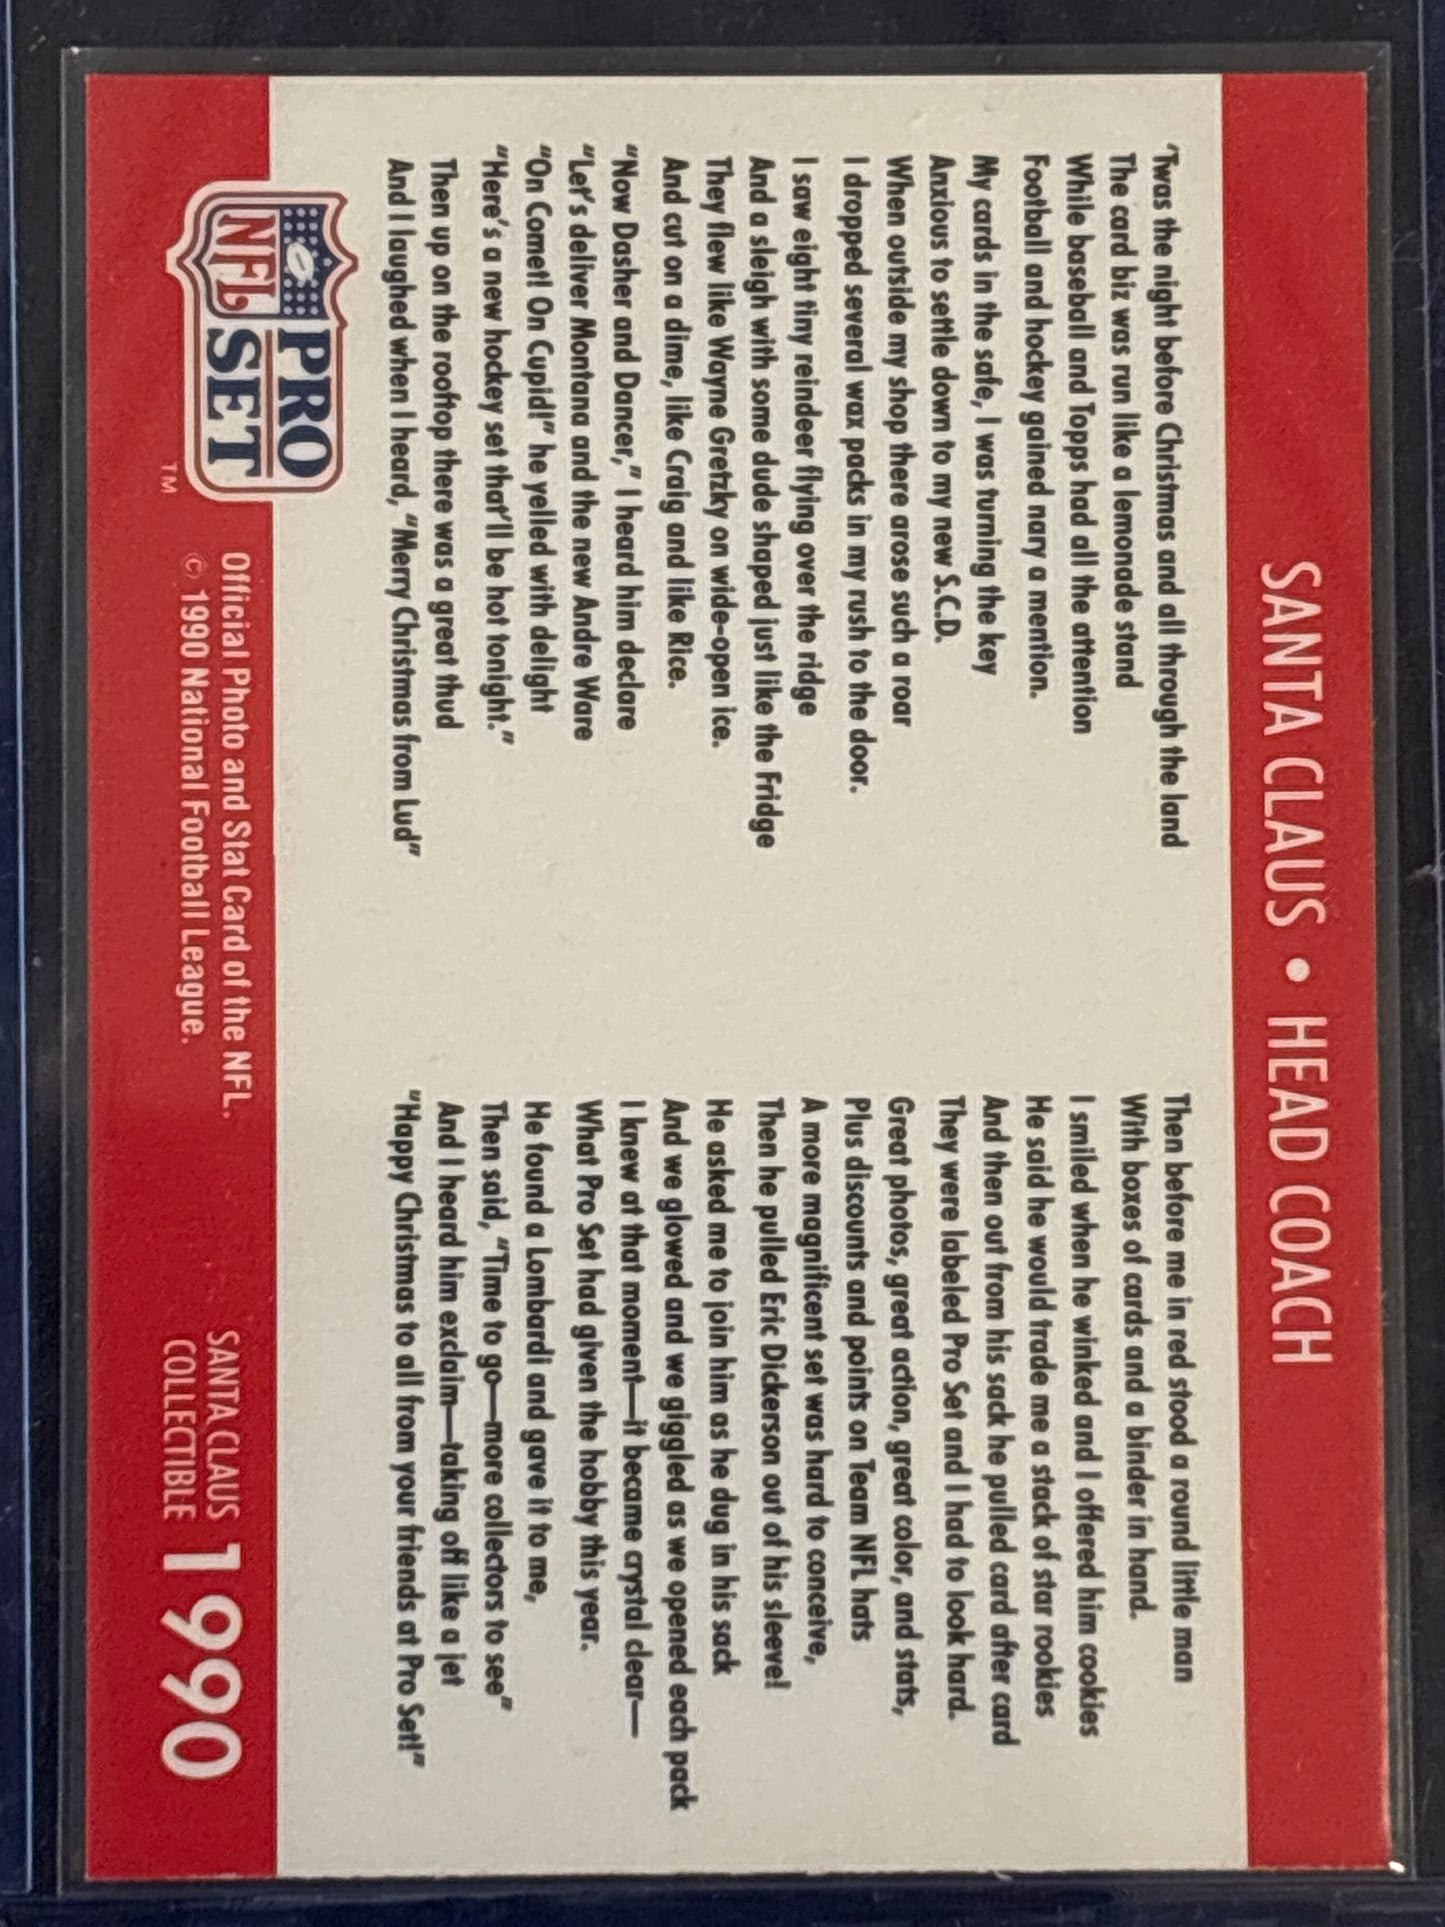 SANTA CLAUS • HEAD COACH
'Twas the night before Christmas and all through the land
The card biz was run like a lemonade stand
While baseball and Topps had all the attention
Football and hockey gained nary a mention.
My cards in the safe, I was turning the key
Anxious to settle down to my new S.C.D.
When outside my shop there arose such a roar
I dropped several wax packs in my rush to the door.
I saw eight tiny reindeer flying over the ridge
And a sleigh with some dude shaped just like the Fridge
They flew like Wayne Gretzky on wide-open ice.
And cut on a dime, like Craig and like Rice.
"Now Dasher and Dancer," I heard him declare
"Let's deliver Montana and the new Andre Ware
"On Comet! On Cupid!" he yelled with delight
"Here's a new hockey set that'll be hot tonight."
Then up on the rooftop there was a great thud
And I laughed when I heard, "Merry Christmas from Lud"
Then before me in red stood a round little man
With boxes of cards and a binder in hand.
I smiled when he winked and I offered him cookies
He said he would trade me a stack of star rookies
And then out from his sack he pulled card after card
They were labeled Pro Set and I had to look hard.
Great photos, great action, great color, and stats,
Plus discounts and points on Team NFL hats
A more magnificent set was hard to conceive,
Then he pulled Eric Dickerson out of his sleeve!
He asked me to join him as he dug in his sack
And we glowed and we giggled as we opened each pack
I knew at that moment—it became crystal clear—
What Pro Set had given the hobby this year.
He found a Lombardi and gave it to me,
Then said, "Time to go—more collectors to see"
And I heard him exclaim—taking off like a jet
"Happy Christmas to all from your friends at Pro Set!"
NFL PRO SET ™
Official Photo and Stat Card of the NFL.
© 1990 National Football League.
SANTA CLAUS
COLLECTIBLE
1990